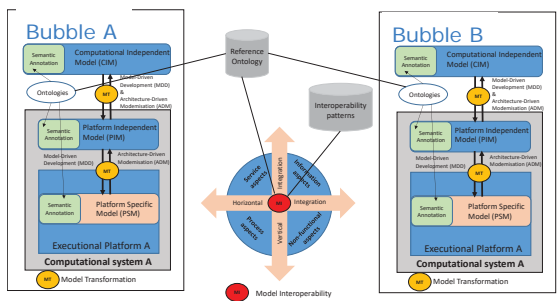 Bubble A
Semantic
Annotation
Computational Independent
Model (CIM)
Ontologies
MT
Model-Driven
Development (MDD)
&
Architecture-Driven
Modernisation (ADM)
Semantic
Annotation
Platform Independent
Model (PIM)
Model-Driven
Development (MDD)
MT
Architecture-Driven
Modernisation (ADM)
Semantic
Annotation
Platform Specific
Model (PSM)
Executional Platform A
Computational system A
MT
Model Transformation
Reference
Ontology
Interoperability
patterns
Service
aspects
Integration
Information
aspects
Horizontal
MI
Integration
Process
aspects
Vertical
Non-functional
aspects
MI
Model Interoperability
Bubble B
Semantic
Annotation
Computational Independent
Model (CIM)
Ontologies
MT
Model-Driven
Development (MDD)
&
Architecture-Driven
Modernisation (ADM)
Semantic
Annotation
Platform Independent
Model (PIM)
Model-Driven
Development (MDD)
MT
Architecture-Driven
Modernisation (ADM)
Semantic
Annotation
Platform Specific
Model (PSM)
Executional Platform A
Computational system A
MT
Model Transformation